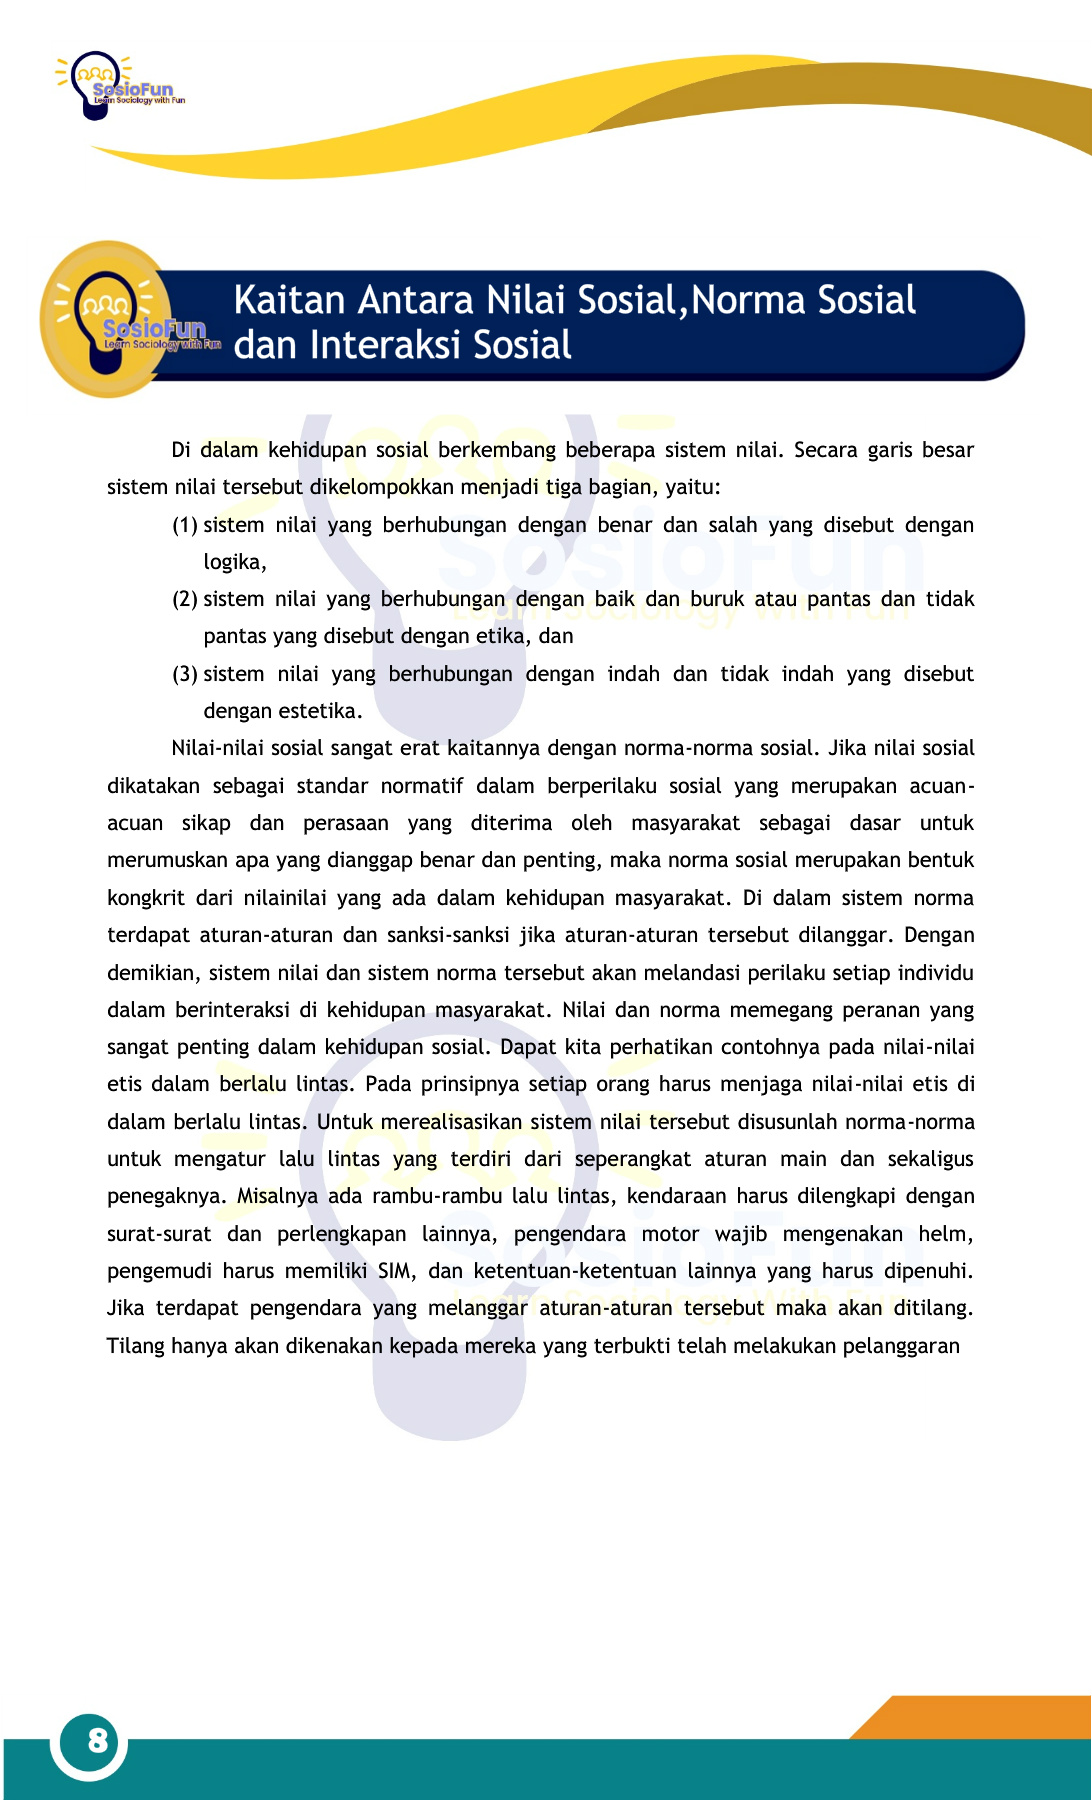 SosioFun
Learn Sociology with Fun
Kaitan Antara Nilai Sosial,Norma Sosial
dan Interaksi Sosial
SosioFun
Learn Sociology with Fun
Di dalam kehidupan sosial berkembang beberapa sistem nilai. Secara garis besar
sistem nilai tersebut dikelompokkan menjadi tiga bagian, yaitu:
(1) sistem nilai yang berhubungan dengan benar dan salah yang disebut dengan
logika,
(2) sistem nilai yang berhubungan dengan baik dan buruk atau pantas dan tidak
pantas yang disebut dengan etika, dan
(3) sistem nilai yang berhubungan dengan indah dan tidak indah yang disebut
dengan estetika.
Nilai-nilai sosial sangat erat kaitannya dengan norma-norma sosial. Jika nilai sosial
dikatakan sebagai standar normatif dalam berperilaku sosial yang merupakan acuan-
acuan sikap dan perasaan yang diterima oleh masyarakat sebagai dasar untuk
merumuskan apa yang dianggap benar dan penting, maka norma sosial merupakan bentuk
kongkrit dari nilainilai yang ada dalam kehidupan masyarakat. Di dalam sistem norma
terdapat aturan-aturan dan sanksi-sanksi jika aturan-aturan tersebut dilanggar. Dengan
demikian, sistem nilai dan sistem norma tersebut akan melandasi perilaku setiap individu
dalam berinteraksi di kehidupan masyarakat. Nilai dan norma memegang peranan yang
sangat penting dalam kehidupan sosial. Dapat kita perhatikan contohnya pada nilai-nilai
etis dalam berlalu lintas. Pada prinsipnya setiap orang harus menjaga nilai-nilai etis di
dalam berlalu lintas. Untuk merealisasikan sistem nilai tersebut disusunlah norma-norma
untuk mengatur lalu lintas yang terdiri dari seperangkat aturan main dan sekaligus
penegaknya. Misalnya ada rambu-rambu lalu lintas, kendaraan harus dilengkapi dengan
surat-surat dan perlengkapan lainnya, pengendara motor wajib mengenakan helm,
pengemudi harus memiliki SIM, dan ketentuan-ketentuan lainnya yang harus dipenuhi.
Jika terdapat pengendara yang melanggar aturan-aturan tersebut maka akan ditilang.
Tilang hanya akan dikenakan kepada mereka yang terbukti telah melakukan pelanggaran
SosioFun
Learn Sociology With Fun
SosioFun
Learn Sociology With Fun
8